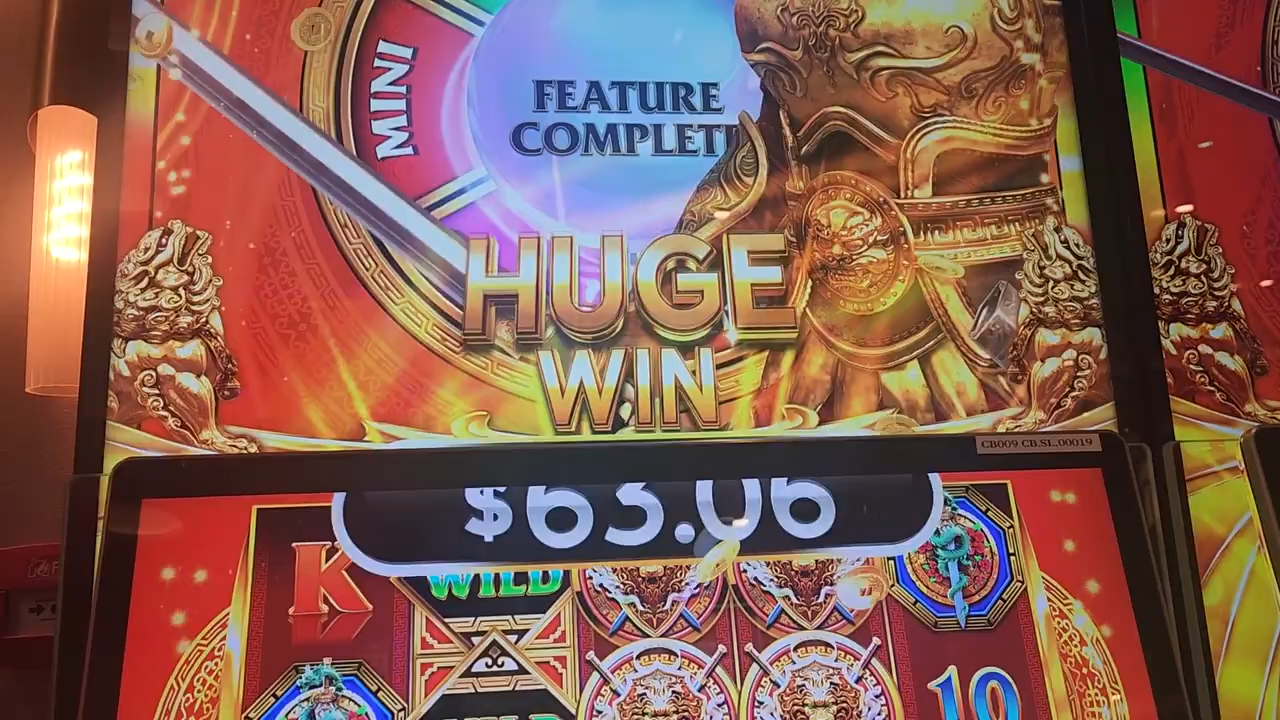 MINI
FEATURE
COMPLETE
HUGE
WIN
CB009 CB.SL.00019
$63.06
K
WILD
10